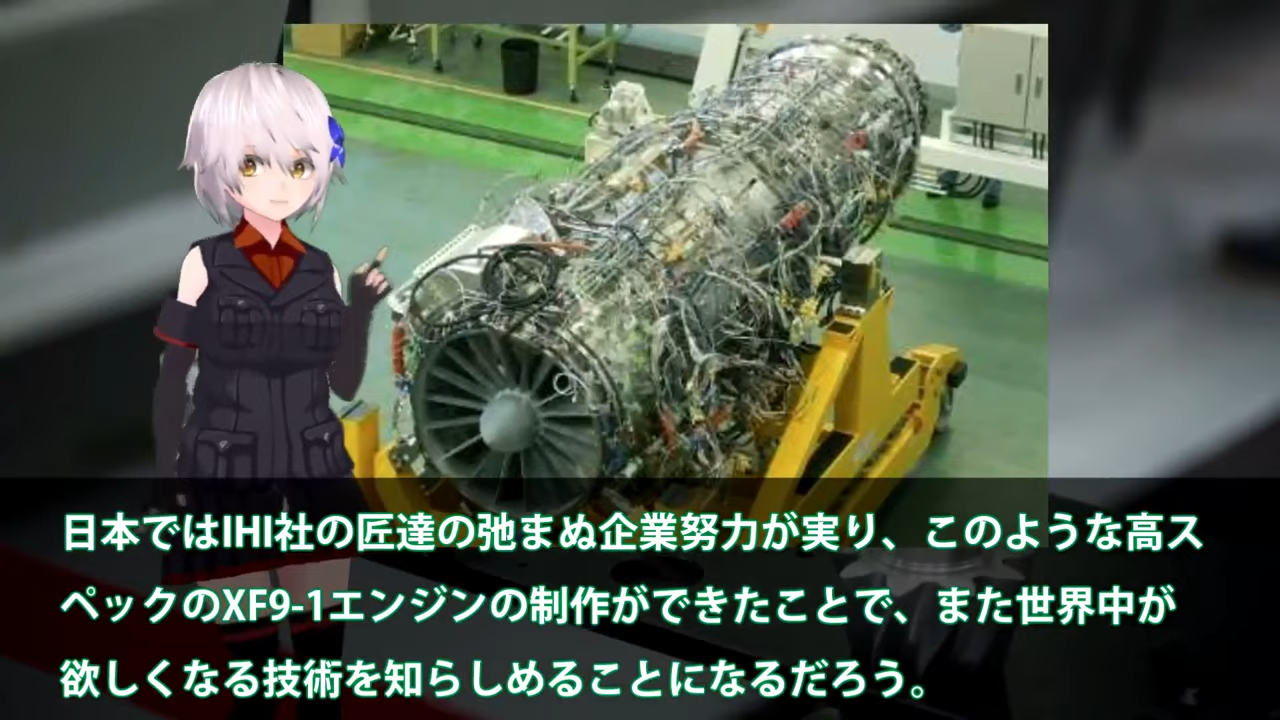 日本ではIHI社の匠達の弛まぬ企業努力が実り、このような高ス
ペックのXF9-1エンジンの制作ができたことで、また世界中が
欲しくなる技術を知らしめることになるだろう。